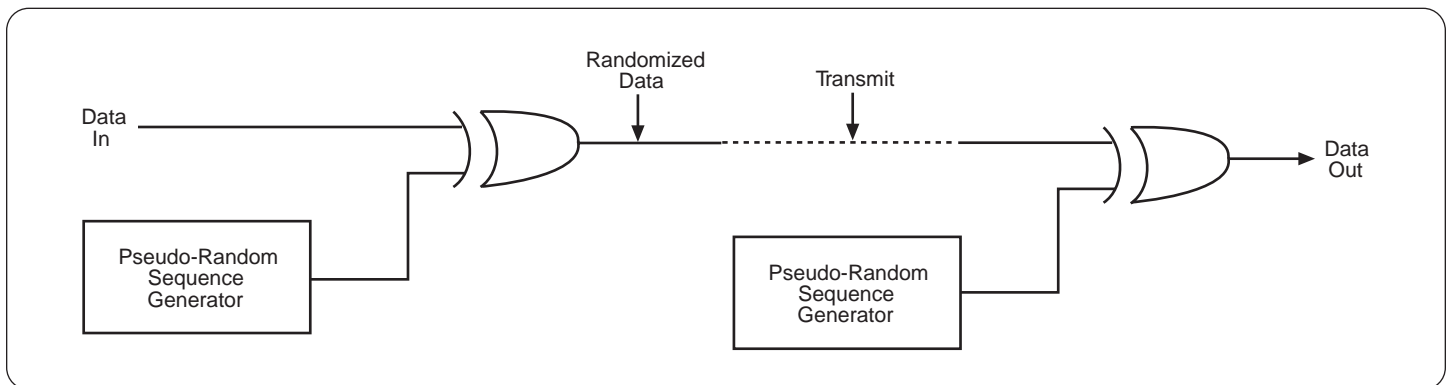 Randomized
Data
Transmit
Data
In
Data
Out
Pseudo-Random
Sequence
Generator
Pseudo-Random
Sequence
Generator